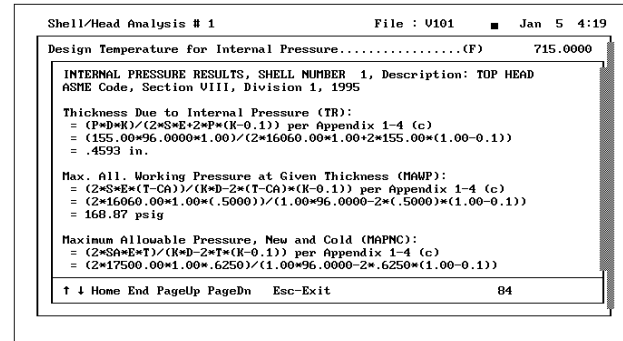 Shell/Head Analysis # 1 File : V101 Jan 5 4:19
Design Temperature for Internal Pressure.................(F) 715.0000
INTERNAL PRESSURE RESULTS, SHELL NUMBER 1, Description: TOP HEAD
ASME Code, Section VIII, Division 1, 1995
Thickness Due to Internal Pressure (TR):
= (P*D*K)/(2*S*E+2*P*(K-0.1)) per Appendix 1-4 (c)
= (155.00*96.0000*1.00)/(2*16060.00*1.00+2*155.00*(1.00-0.1))
= .4593 in.
Max. All. Working Pressure at Given Thickness (MAWP):
= (2*S*E*(T-CA))/(K*D-2*(T-CA)*(K-0.1)) per Appendix 1-4 (c)
= (2*16060.00*1.00*(.5000))/(1.00*96.0000-2*(.5000)*(1.00-0.1))
= 168.87 psig
Maximum Allowable Pressure, New and Cold (MAPNC):
= (2*SA*E*T)/(K*D-2*T*(K-0.1)) per Appendix 1-4 (c)
= (2*17500.00*1.00*.6250)/(1.00*96.0000-2*.6250*(1.00-0.1))
↑ ↓ Home End PageUp PageDn Esc-Exit 84